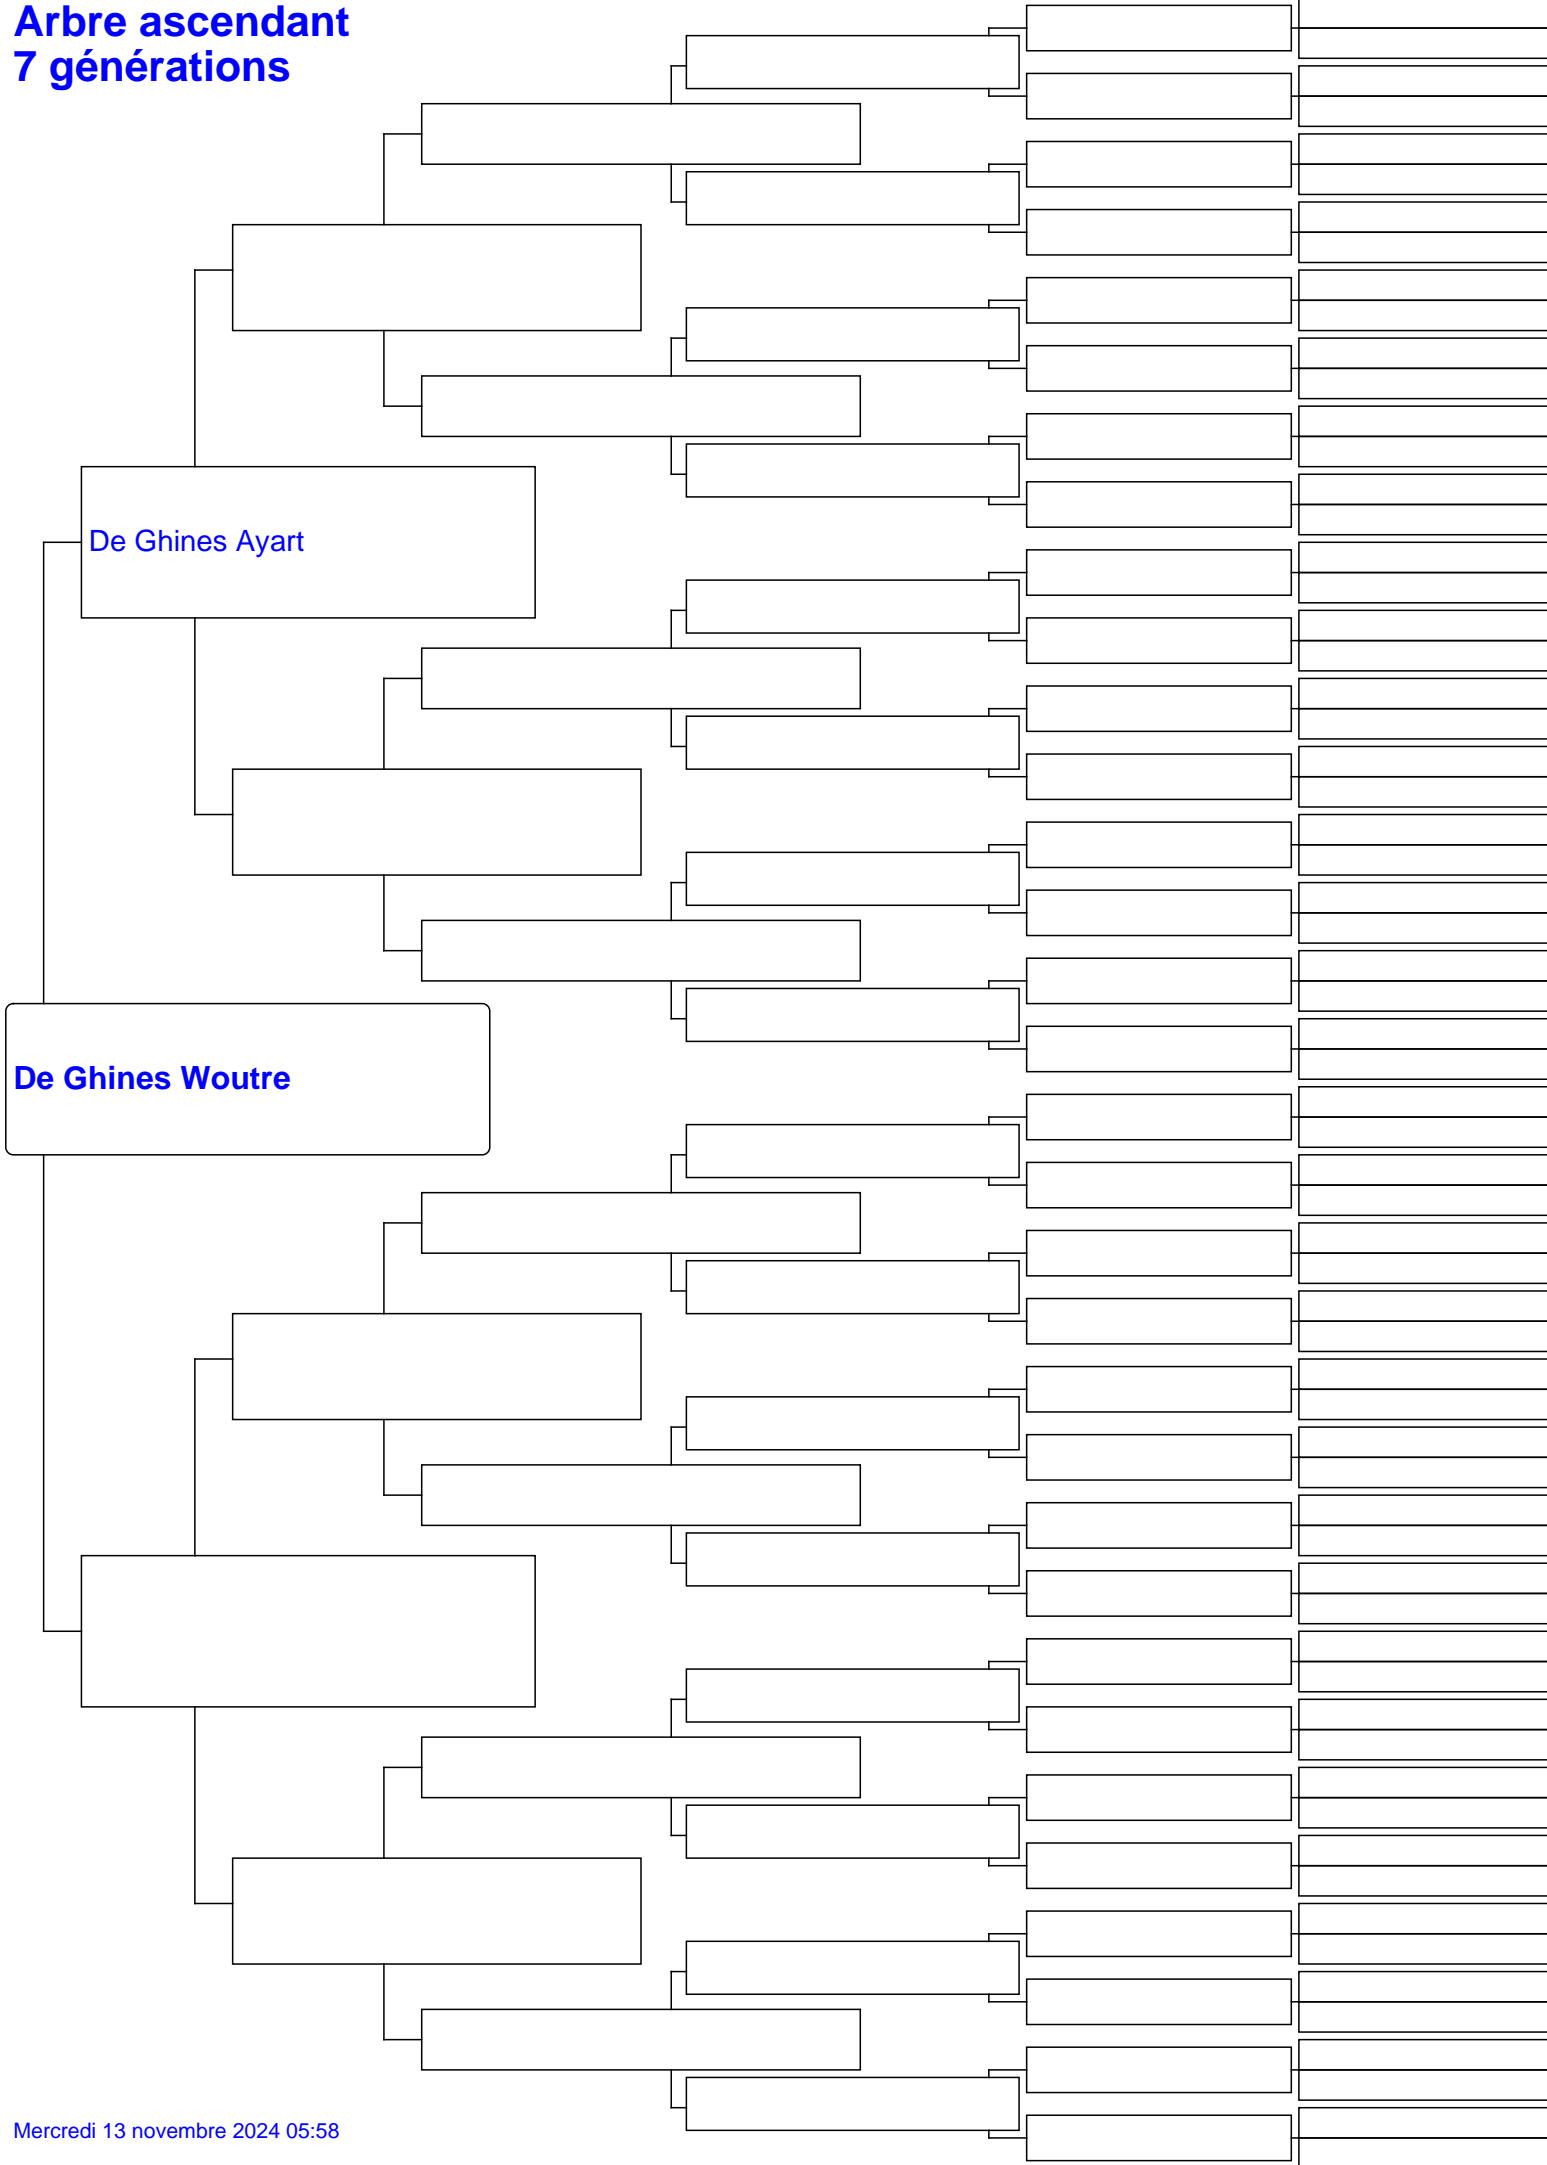 Arbre ascendant
7 générations
De Ghines Ayart
De Ghines Woutre
Mercredi 13 novembre 2024 05:58